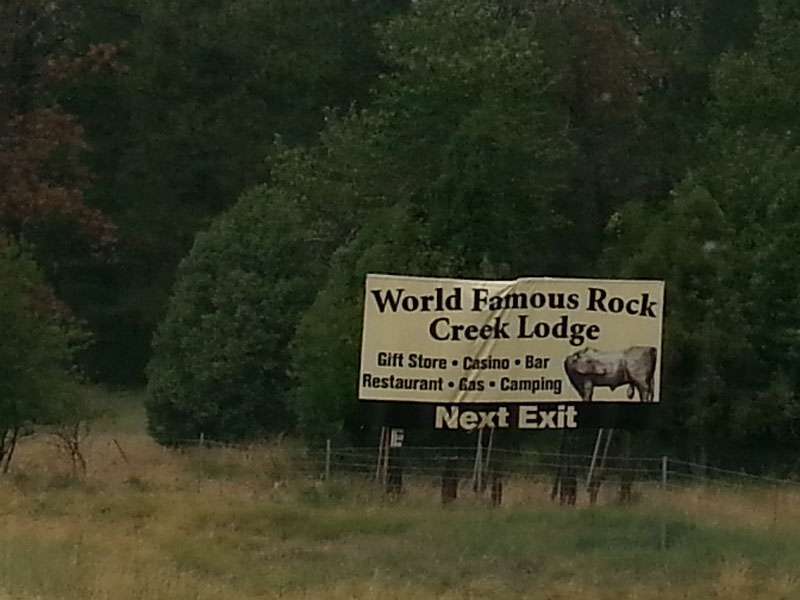 World Famous Rock
Creek Lodge
Gift Store • Casino • Bar
Restaurant • Gas • Camping
Next Exit